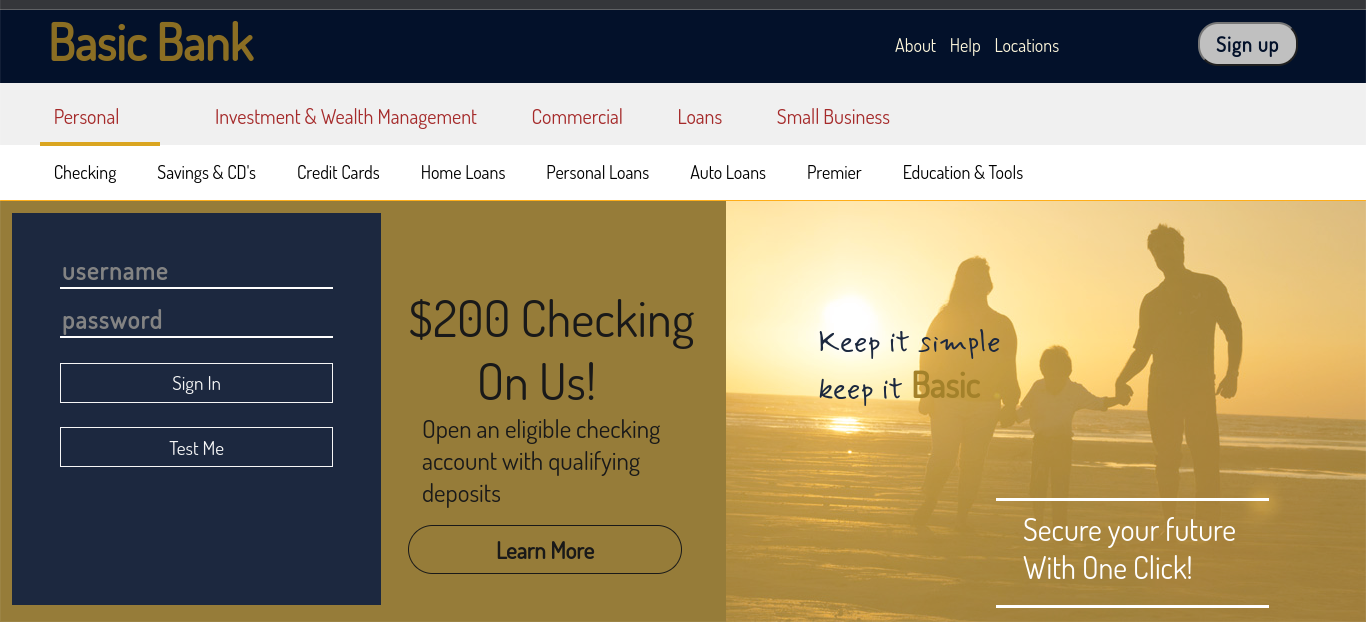 Basic Bank
About Help Locations
Sign up
Personal Investment & Wealth Management Commercial Loans Small Business
Checking Savings & CD's Credit Cards Home Loans Personal Loans Auto Loans Premier Education & Tools
username
password
Sign In
Test Me
$200 Checking
On Us!
Open an eligible checking
account with qualifying
deposits
Learn More
Keep it simple
keep it Basic
Secure your future
With One Click!